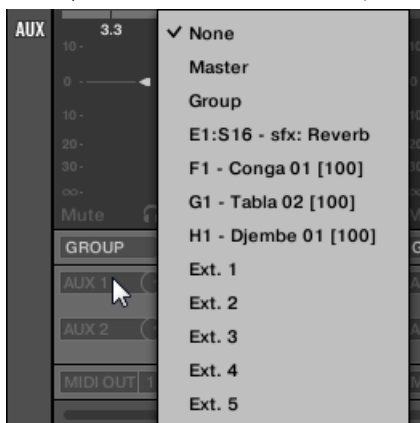 AUX
3.3
10-
0
10-
20-
30-
∞-
Mute
GROUP
AUX 1
AUX 2
MIDI OUT 1
✓ None
Master
Group
E1:S16 - sfx: Reverb
F1 - Conga 01 [100]
G1 - Tabla 02 [100]
H1 - Djembe 01 [100]
Ext. 1
Ext. 2
Ext. 3
Ext. 4
Ext. 5